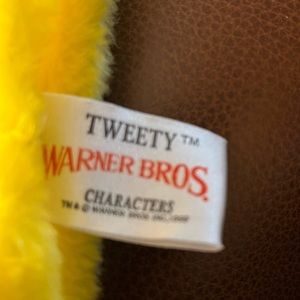 TWEETY™
WARNER BROS.
CHARACTERS
TM & © WARNER BROS. INC.